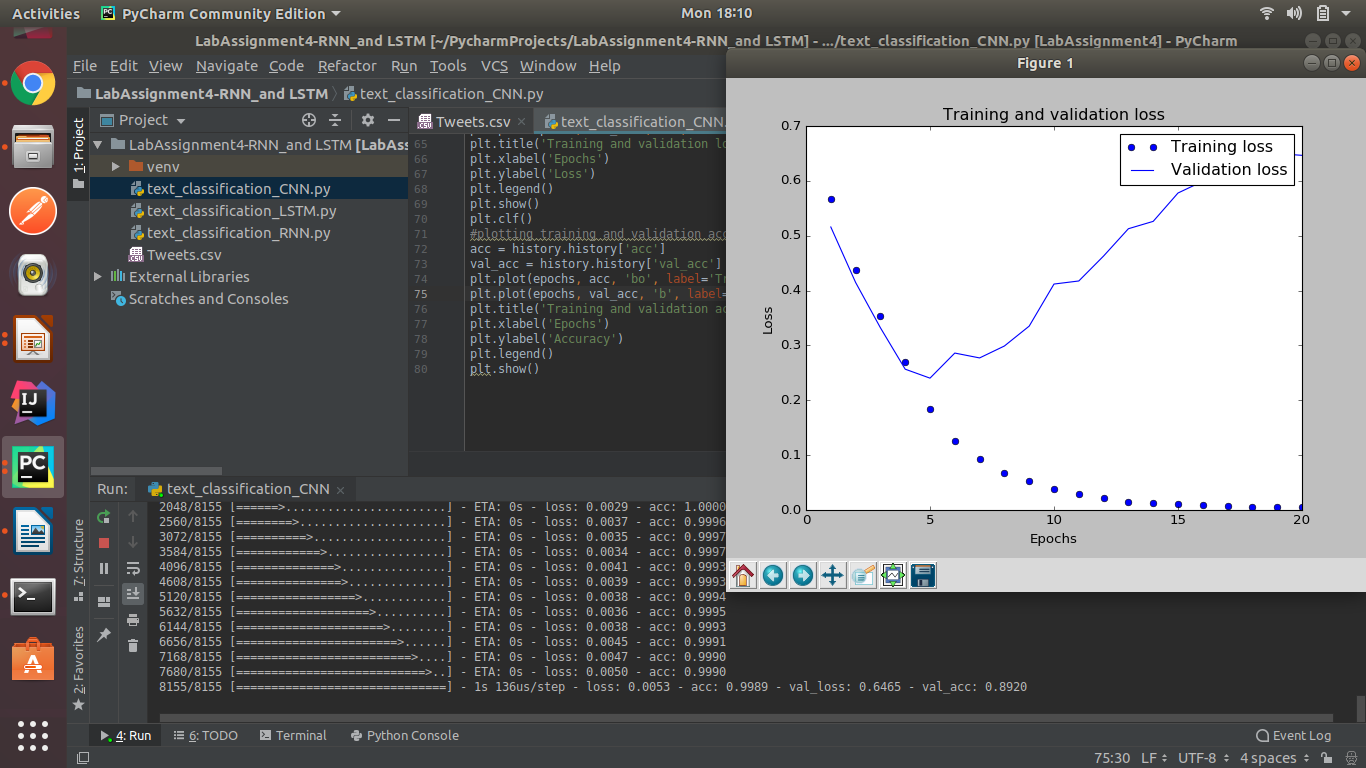 Activities PyCharm Community Edition Mon 18:10
LabAssignment4-RNN_and LSTM [~/PycharmProjects/LabAssignment4-RNN_and LSTM] - .../text_classification_CNN.py [LabAssignment4] - PyCharm
File Edit View Navigate Code Refactor Run Tools VCS Window Help
LabAssignment4-RNN_and LSTM text_classification_CNN.py
1: Project
Project
LabAssignment4-RNN_and LSTM [LabAss
venv
text_classification_CNN.py
text_classification_LSTM.py
text_classification_RNN.py
Tweets.csv
External Libraries
Scratches and Consoles
Tweets.csv text_classification_CNN.
65 plt.title('Training and validation lo
66 plt.xlabel('Epochs')
67 plt.ylabel('Loss')
68 plt.legend()
69 plt.show()
70 plt.clf()
71 #plotting training and validation acc
72 acc = history.history['acc']
73 val_acc = history.history['val_acc']
74 plt.plot(epochs, acc, 'bo', label='Tr
75 plt.plot(epochs, val_acc, 'b', label=
76 plt.title('Training and validation ac
77 plt.xlabel('Epochs')
78 plt.ylabel('Accuracy')
79 plt.legend()
80 plt.show()
Figure 1
Training and validation loss
Training loss
Validation loss
0.7
0.6
0.5
0.4
0.3
0.2
0.1
0.0
Loss
0 5 10 15 20
Epochs
Run: text_classification_CNN
2048/8155 [======>.........................] - ETA: 0s - loss: 0.0029 - acc: 1.0000
2560/8155 [========>.......................] - ETA: 0s - loss: 0.0037 - acc: 0.9996
3072/8155 [==========>.....................] - ETA: 0s - loss: 0.0035 - acc: 0.9997
3584/8155 [============>...................] - ETA: 0s - loss: 0.0034 - acc: 0.9997
4096/8155 [==============>.................] - ETA: 0s - loss: 0.0041 - acc: 0.9993
4608/8155 [===============>................] - ETA: 0s - loss: 0.0039 - acc: 0.9993
5120/8155 [=================>..............] - ETA: 0s - loss: 0.0038 - acc: 0.9994
5632/8155 [===================>............] - ETA: 0s - loss: 0.0036 - acc: 0.9995
6144/8155 [=====================>..........] - ETA: 0s - loss: 0.0038 - acc: 0.9993
6656/8155 [=======================>........] - ETA: 0s - loss: 0.0045 - acc: 0.9991
7168/8155 [=========================>....] - ETA: 0s - loss: 0.0047 - acc: 0.9990
7680/8155 [===========================>..] - ETA: 0s - loss: 0.0050 - acc: 0.9990
8155/8155 [==============================] - 1s 136us/step - loss: 0.0053 - acc: 0.9989 - val_loss: 0.6465 - val_acc: 0.8920
7: Structure
2: Favorites
4: Run 6: TODO Terminal Python Console Event Log
75:30 LF UTF-8 4 spaces